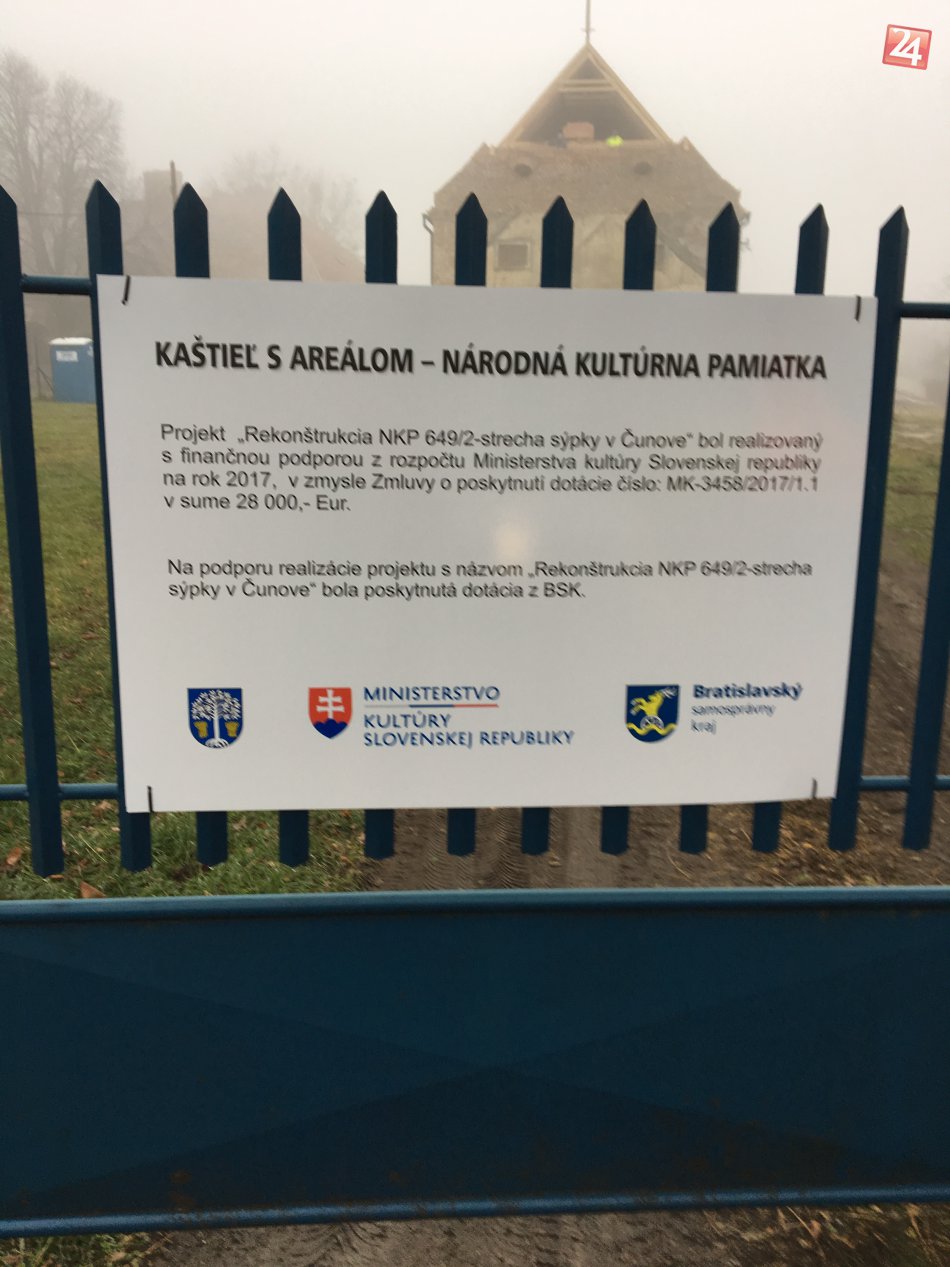 24
KAŠTIEĽ S AREÁLOM – NÁRODNÁ KULTÚRNA PAMIATKA
Projekt „Rekonštrukcia NKP 649/2-strecha sýpky v Čunove“ bol realizovaný
s finančnou podporou z rozpočtu Ministerstva kultúry Slovenskej republiky
na rok 2017, v zmysle Zmluvy o poskytnutí dotácie číslo: MK-3458/2017/1.1
v sume 28 000,- Eur.
Na podporu realizácie projektu s názvom „Rekonštrukcia NKP 649/2-strecha
sýpky v Čunove“ bola poskytnutá dotácia z BSK.
MINISTERSTVO
KULTÚRY
SLOVENSKEJ REPUBLIKY
Bratislavský
samosprávny
kraj